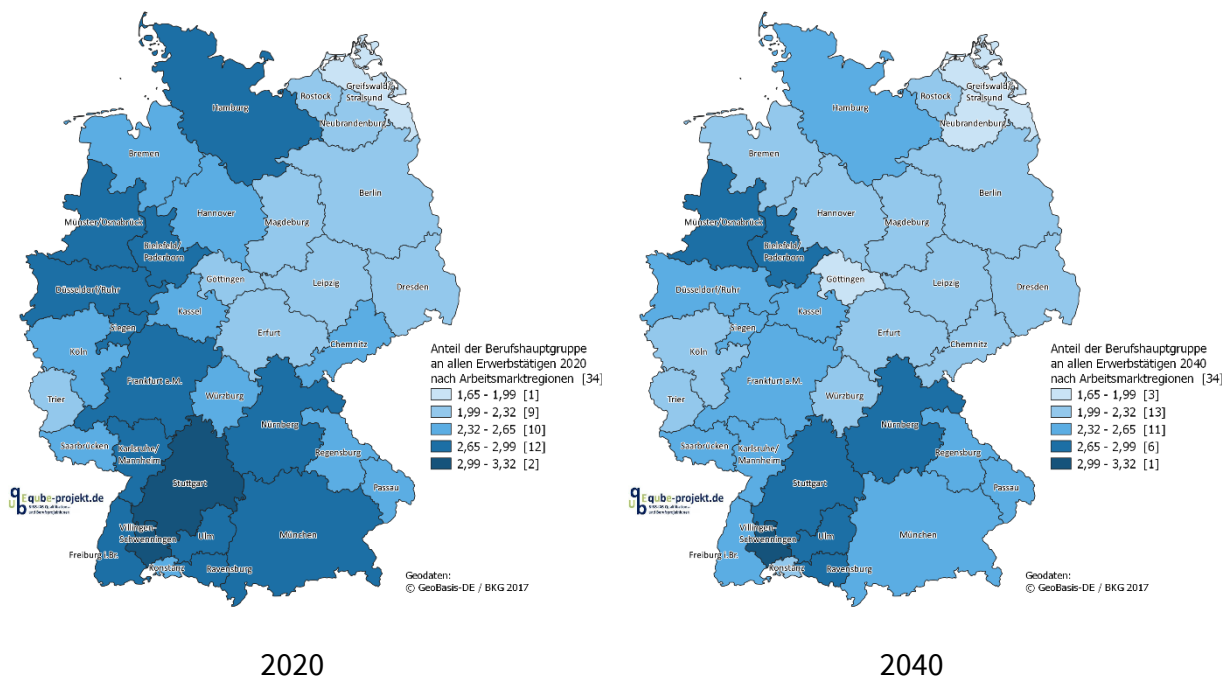 Hamburg
Rostock
Greifswald/
Stralsund
Neubrandenburg
Bremen
Berlin
Hannover
Magdeburg
Münster/Osnabrück
Bielefeld/
Paderborn
Göttingen
Leipzig
Dresden
Düsseldorf/Ruhr
Kassel
Siegen
Erfurt
Köln
Chemnitz
Frankfurt a.M.
Trier
Würzburg
Nürnberg
Saarbrücken
Karlsruhe/
Mannheim
Regensburg
Stuttgart
Passau
Villingen-
Schwenningen
Ulm
München
Freiburg i.Br.
Konstanz
Ravensburg
qube-projekt.de
Anteil der Berufshauptgruppe
an allen Erwerbstätigen 2020
nach Arbeitsmarktregionen [34]
1,65 - 1,99 [1]
1,99 - 2,32 [9]
2,32 - 2,65 [10]
2,65 - 2,99 [12]
2,99 - 3,32 [2]
Geodaten:
© GeoBasis-DE / BKG 2017
2020
Hamburg
Rostock
Greifswald/
Stralsund
Neubrandenburg
Bremen
Berlin
Hannover
Magdeburg
Münster/Osnabrück
Bielefeld/
Paderborn
Göttingen
Leipzig
Dresden
Düsseldorf/Ruhr
Kassel
Siegen
Erfurt
Köln
Chemnitz
Frankfurt a.M.
Trier
Würzburg
Nürnberg
Saarbrücken
Karlsruhe/
Mannheim
Regensburg
Stuttgart
Passau
Villingen-
Schwenningen
Ulm
München
Freiburg i.Br.
Konstanz
Ravensburg
qube-projekt.de
Anteil der Berufshauptgruppe
an allen Erwerbstätigen 2040
nach Arbeitsmarktregionen [34]
1,65 - 1,99 [3]
1,99 - 2,32 [13]
2,32 - 2,65 [11]
2,65 - 2,99 [6]
2,99 - 3,32 [1]
Geodaten:
© GeoBasis-DE / BKG 2017
2040